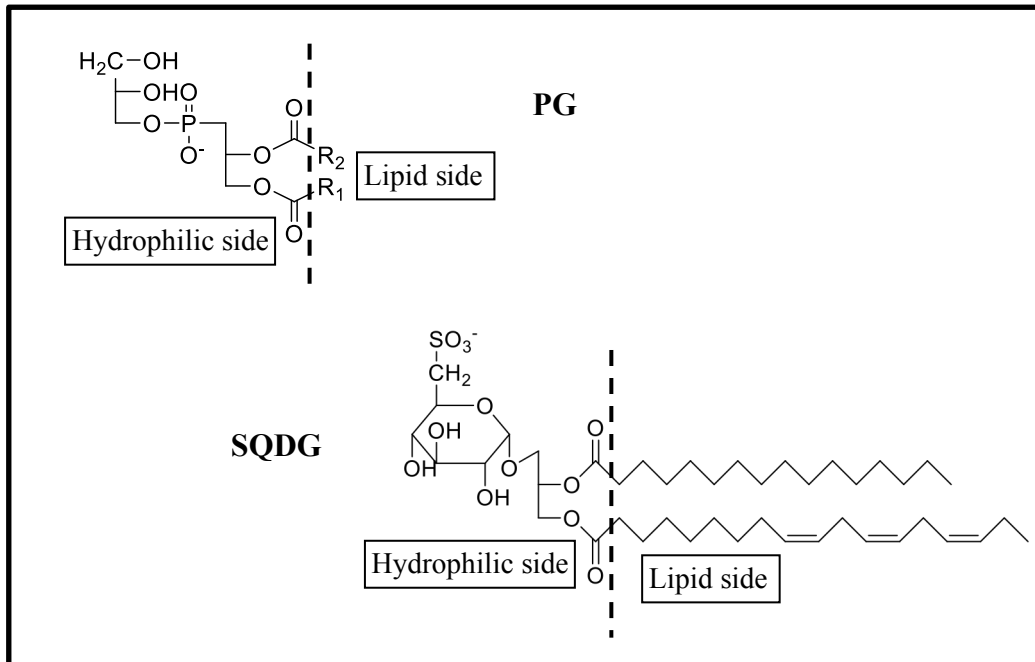 H₂C–OH
OHO
O
O–P
O⁻
PG
O
O
R₂
Lipid side
O
R₁
O
Hydrophilic side
SO₃⁻
CH₂
O
SQDG
OH
OH
O
OH
O
O
O
Hydrophilic side
O
Lipid side